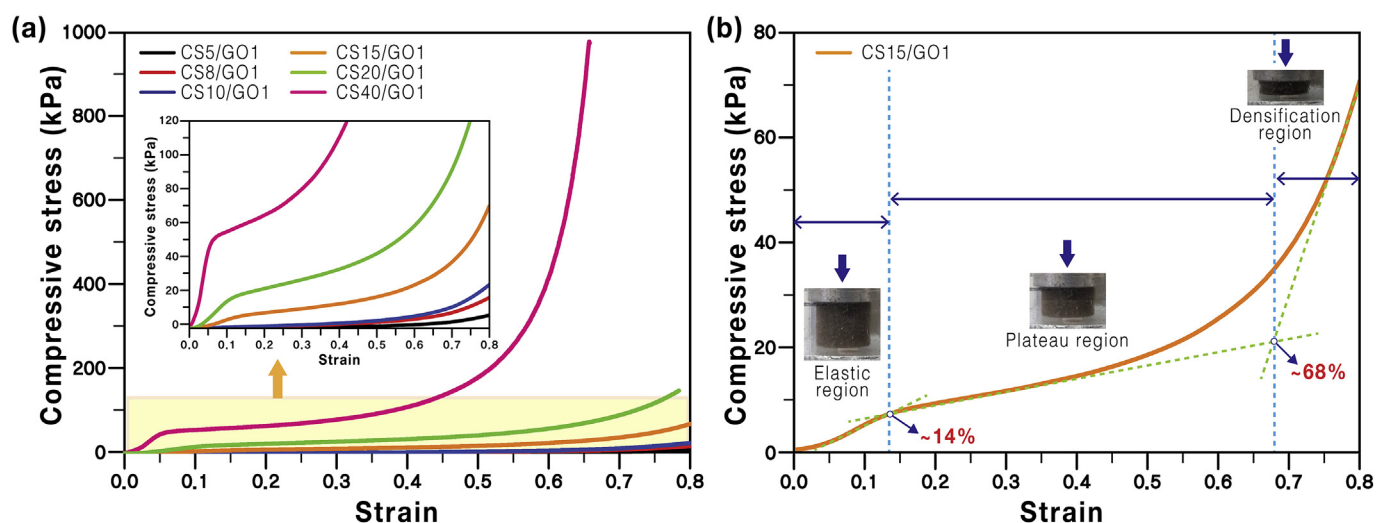 (a)
1000
800
600
400
200
0
Compressive stress (kPa)
CS5/GO1
CS8/GO1
CS10/GO1
CS15/GO1
CS20/GO1
CS40/GO1
120
100
80
60
40
20
0
Compressive stress (kPa)
0.0 0.1 0.2 0.3 0.4 0.5 0.6 0.7 0.8
Strain
0.0 0.1 0.2 0.3 0.4 0.5 0.6 0.7 0.8
Strain
(b)
80
60
40
20
0
Compressive stress (kPa)
CS15/GO1
Densification
region
Plateau region
Elastic
region
~68%
~14%
0.0 0.1 0.2 0.3 0.4 0.5 0.6 0.7 0.8
Strain